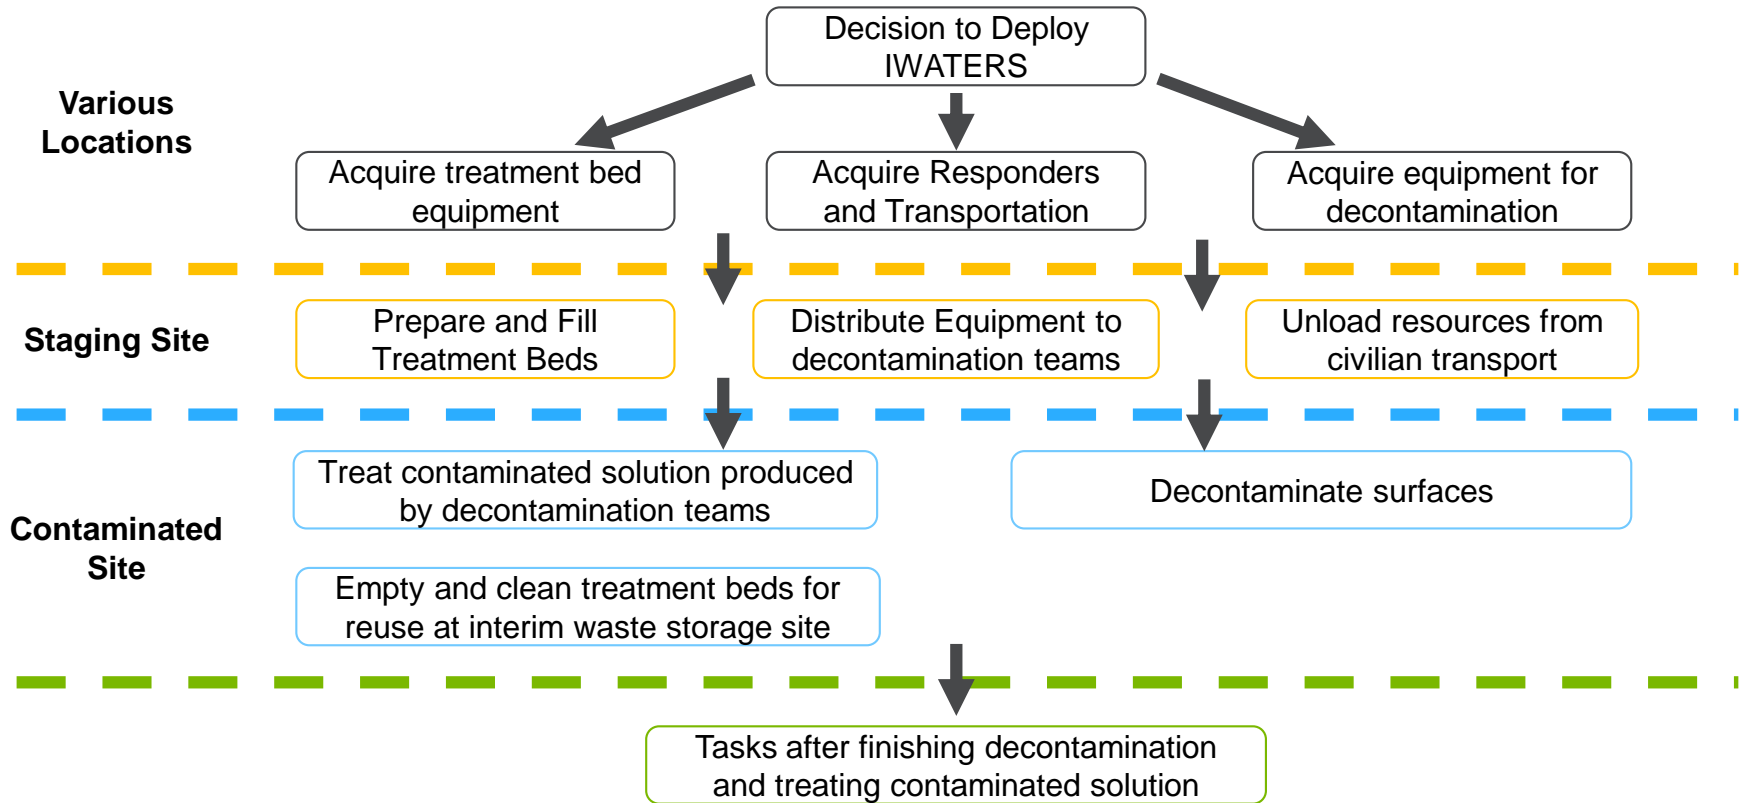 Decision to Deploy
IWATERS
Various
Locations
Acquire treatment bed
equipment
Acquire Responders
and Transportation
Acquire equipment for
decontamination
Staging Site
Prepare and Fill
Treatment Beds
Distribute Equipment to
decontamination teams
Unload resources from
civilian transport
Contaminated
Site
Treat contaminated solution produced
by decontamination teams
Decontaminate surfaces
Empty and clean treatment beds for
reuse at interim waste storage site
Tasks after finishing decontamination
and treating contaminated solution